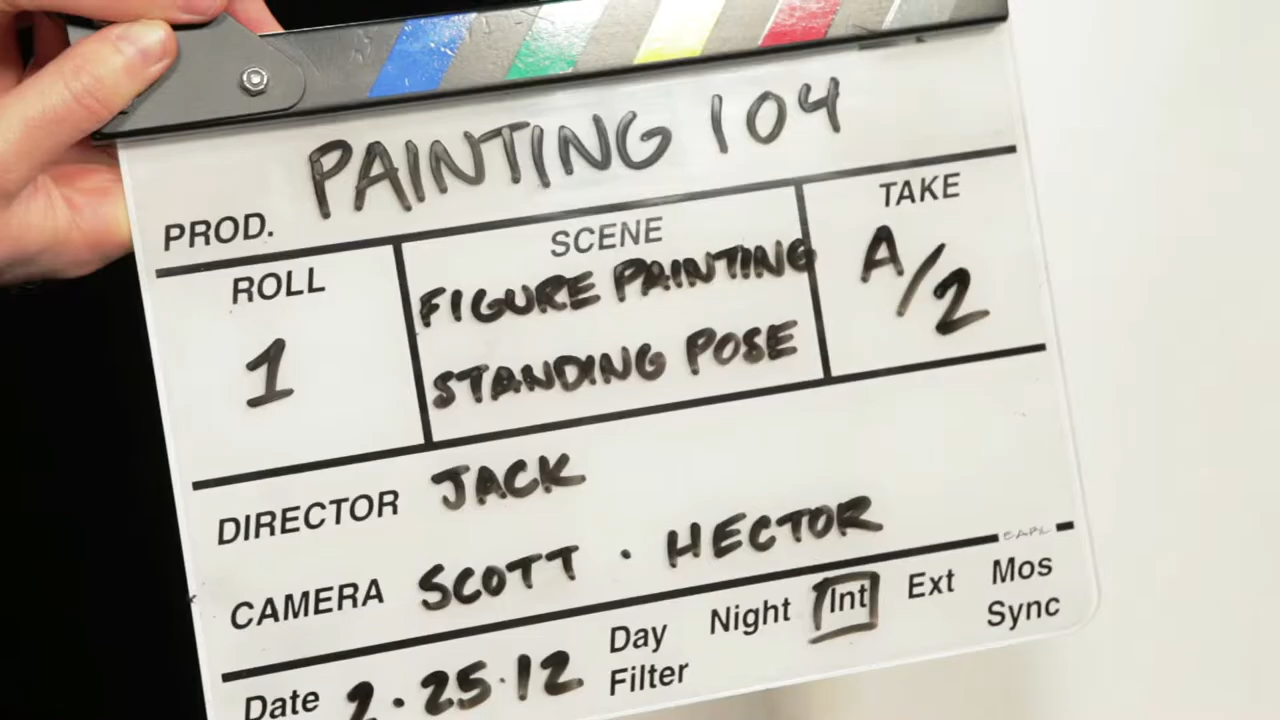 PAINTING 104
PROD.
ROLL
SCENE
TAKE
1
FIGURE PAINTING
STANDING POSE
A/2
DIRECTOR JACK
CAMERA SCOTT · HECTOR
Date 2·25·12
Day Night Int Ext Mos
Filter Sync